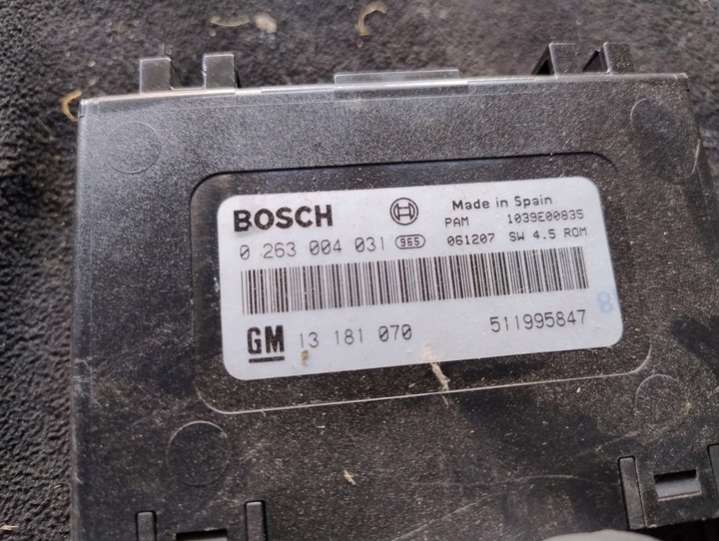 BOSCH
Made in Spain
PAM 1039E00835
0 263 004 031 965 061207 SW 4.5 ROM
GM 13 181 070 511995847
8